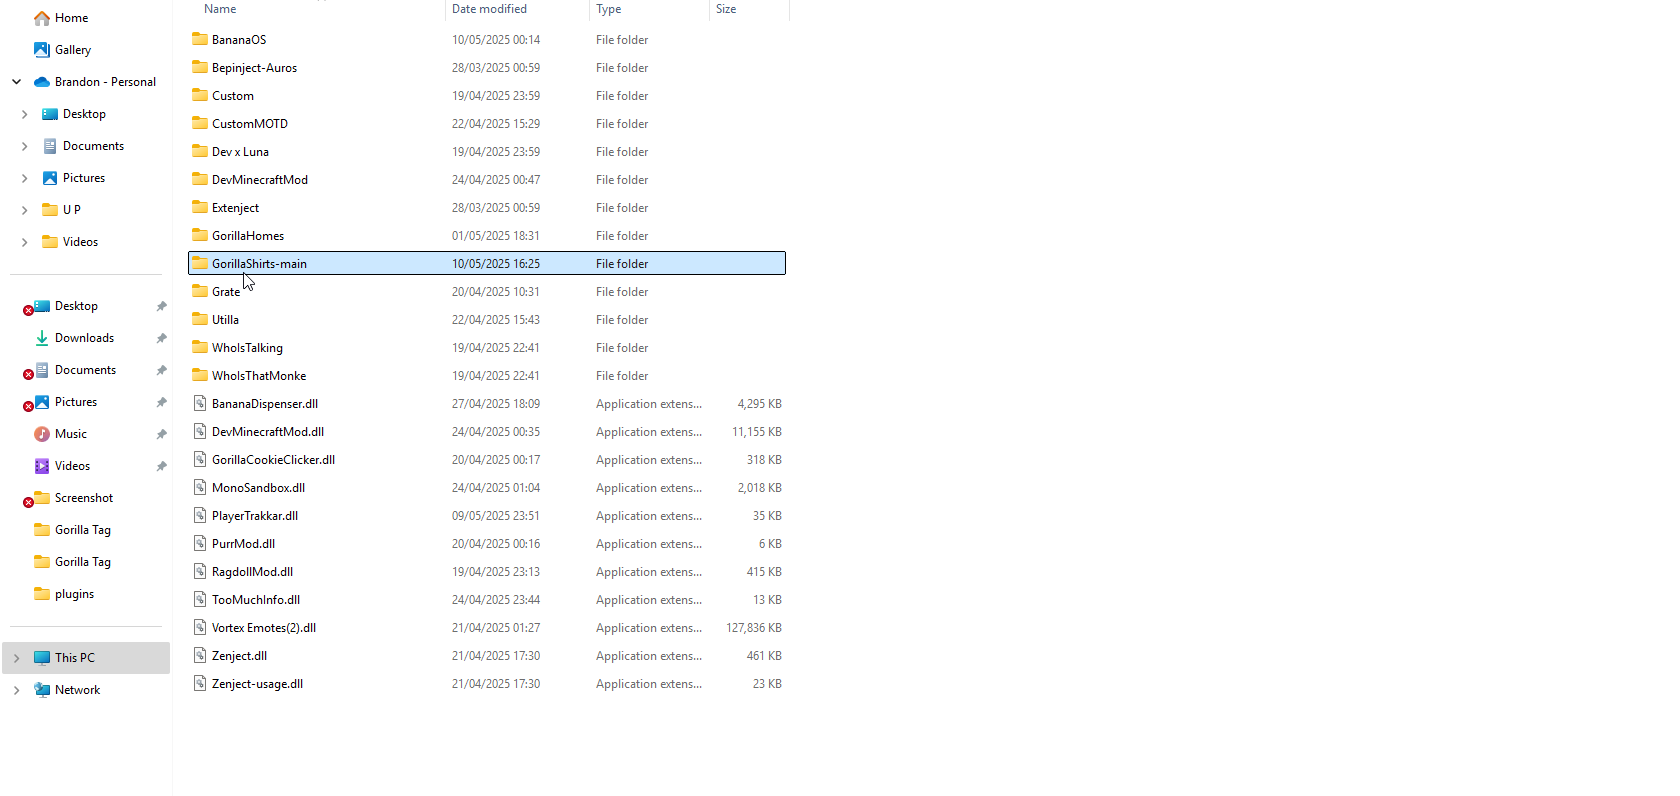 Home
Gallery
Brandon - Personal
Desktop
Documents
Pictures
U P
Videos
Desktop
Downloads
Documents
Pictures
Music
Videos
Screenshot
Gorilla Tag
Gorilla Tag
plugins
This PC
Network
Name Date modified Type Size
BananaOS 10/05/2025 00:14 File folder
Bepinject-Auros 28/03/2025 00:59 File folder
Custom 19/04/2025 23:59 File folder
CustomMOTD 22/04/2025 15:29 File folder
Dev x Luna 19/04/2025 23:59 File folder
DevMinecraftMod 24/04/2025 00:47 File folder
Extenject 28/03/2025 00:59 File folder
GorillaHomes 01/05/2025 18:31 File folder
GorillaShirts-main 10/05/2025 16:25 File folder
Grate 20/04/2025 10:31 File folder
Utilla 22/04/2025 15:43 File folder
WhoIsTalking 19/04/2025 22:41 File folder
WhoIsThatMonke 19/04/2025 22:41 File folder
BananaDispenser.dll 27/04/2025 18:09 Application extens... 4,295 KB
DevMinecraftMod.dll 24/04/2025 00:35 Application extens... 11,155 KB
GorillaCookieClicker.dll 20/04/2025 00:17 Application extens... 318 KB
MonoSandbox.dll 24/04/2025 01:04 Application extens... 2,018 KB
PlayerTrakkar.dll 09/05/2025 23:51 Application extens... 35 KB
PurrMod.dll 20/04/2025 00:16 Application extens... 6 KB
RagdollMod.dll 19/04/2025 23:13 Application extens... 415 KB
TooMuchInfo.dll 24/04/2025 23:44 Application extens... 13 KB
Vortex Emotes(2).dll 21/04/2025 01:27 Application extens... 127,836 KB
Zenject.dll 21/04/2025 17:30 Application extens... 461 KB
Zenject-usage.dll 21/04/2025 17:30 Application extens... 23 KB